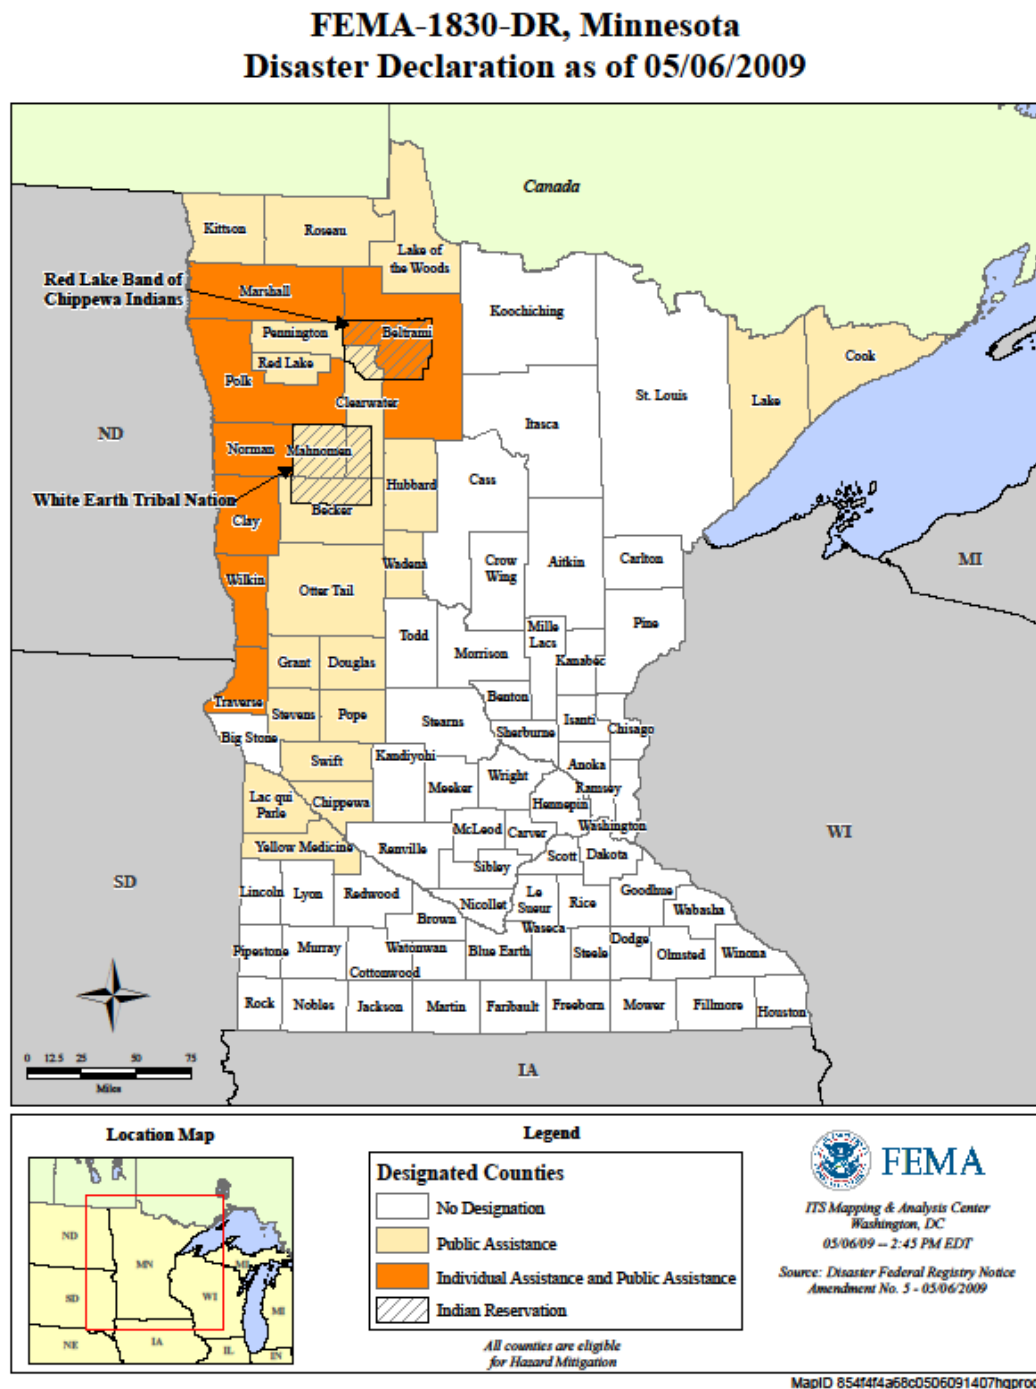 FEMA-1830-DR, Minnesota
Disaster Declaration as of 05/06/2009
Canada
Kittson
Roseau
Lake of
the Woods
Red Lake Band of
Chippewa Indians
Marshall
Koochiching
Pennington
Beltrami
Red Lake
Polk
Clearwater
St. Louis
Lake
Cook
Itasca
ND
Norman
Mahnomen
Cass
Hubbard
White Earth Tribal Nation
Becker
Clay
Wilkin
Otter Tail
Wadena
Crow
Wing
Aitkin
Carlton
MI
Pine
Todd
Mille
Lacs
Morrison
Kanabec
Grant
Douglas
Traverse
Stevens
Pope
Benton
Stearns
Isanti
Chisago
Sherburne
Big Stone
Swift
Kandiyohi
Anoka
Wright
Meeker
Ramsey
Hennepin
Lac qui
Parle
Chippewa
McLeod
Carver
Washington
WI
Yellow Medicine
Renville
Scott
Dakota
Sibley
SD
Lincoln
Lyon
Redwood
Nicollet
Le
Sueur
Rice
Goodhue
Wabasha
Brown
Waseca
Pipestone
Murray
Watonwan
Blue Earth
Steele
Dodge
Olmsted
Winona
Cottonwood
Rock
Nobles
Jackson
Martin
Faribault
Freeborn
Mower
Fillmore
Houston
0 12.5 25 50 75
Miles
IA
Location Map
ND
MN
SD
WI
MI
MI
NE
IA
IL
IN
Legend
Designated Counties
No Designation
Public Assistance
Individual Assistance and Public Assistance
Indian Reservation
All counties are eligible
for Hazard Mitigation
FEMA
ITS Mapping & Analysis Center
Washington, DC
05/06/09 -- 2:45 PM EDT
Source: Disaster Federal Registry Notice
Amendment No. 5 - 05/06/2009